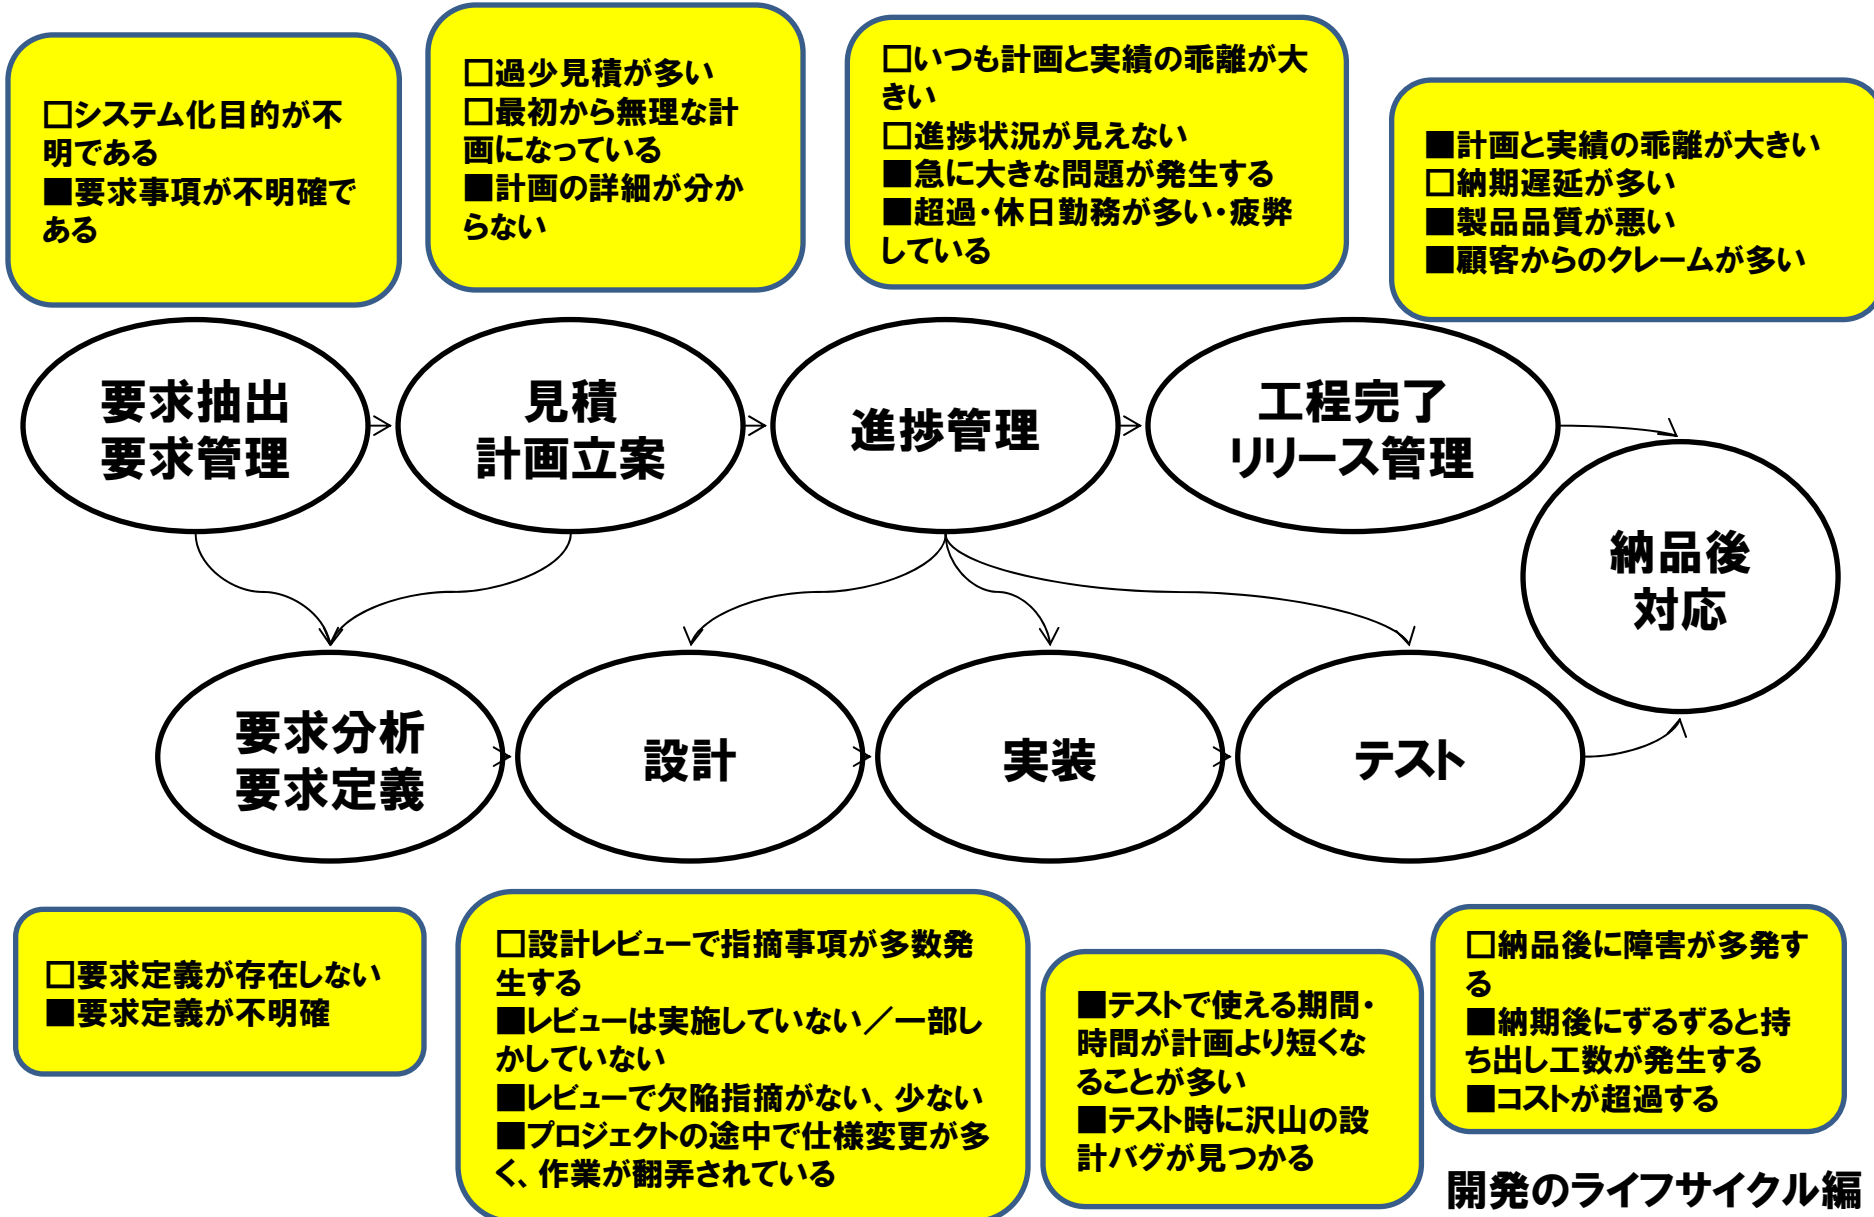 □システム化目的が不
明である
■要求事項が不明確で
ある
□過少見積が多い
□最初から無理な計
画になっている
■計画の詳細が分か
らない
□いつも計画と実績の乖離が大
きい
□進捗状況が見えない
■急に大きな問題が発生する
■超過・休日勤務が多い・疲弊
している
■計画と実績の乖離が大きい
□納期遅延が多い
■製品品質が悪い
■顧客からのクレームが多い
要求抽出
要求管理
見積
計画立案
進捗管理
工程完了
リリース管理
納品後
対応
要求分析
要求定義
設計
実装
テスト
□要求定義が存在しない
■要求定義が不明確
□設計レビューで指摘事項が多数発
生する
■レビューは実施していない／一部し
かしていない
■レビューで欠陥指摘がない、少ない
■プロジェクトの途中で仕様変更が多
く、作業が翻弄されている
■テストで使える期間・
時間が計画より短くな
ることが多い
■テスト時に沢山の設
計バグが見つかる
□納品後に障害が多発す
る
■納期後にずるずると持
ち出し工数が発生する
■コストが超過する
開発のライフサイクル編